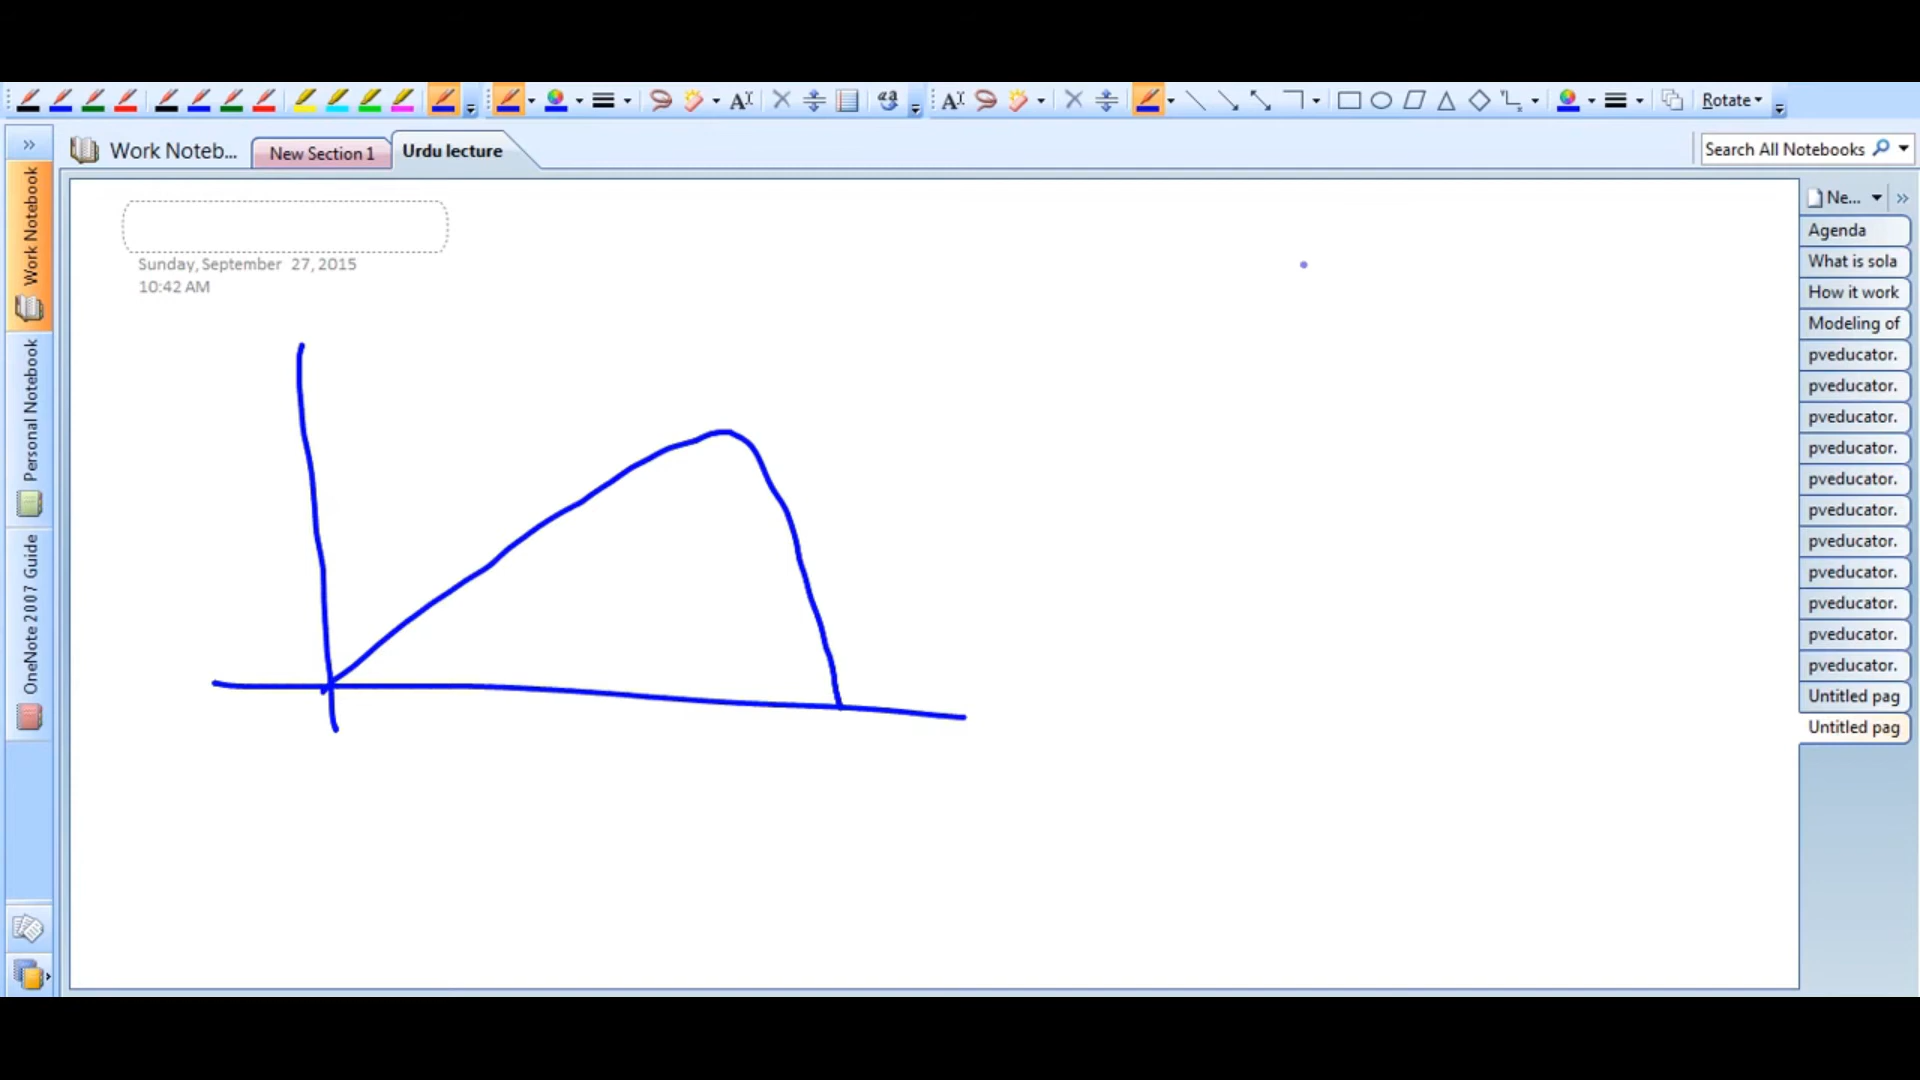 Rotate
Work Noteb...
New Section 1
Urdu lecture
Search All Notebooks
Work Notebook
Personal Notebook
OneNote 2007 Guide
Sunday, September 27, 2015
10:42 AM
Ne...
Agenda
What is sola
How it work
Modeling of
pveducator.
pveducator.
pveducator.
pveducator.
pveducator.
pveducator.
pveducator.
pveducator.
pveducator.
pveducator.
pveducator.
Untitled pag
Untitled pag